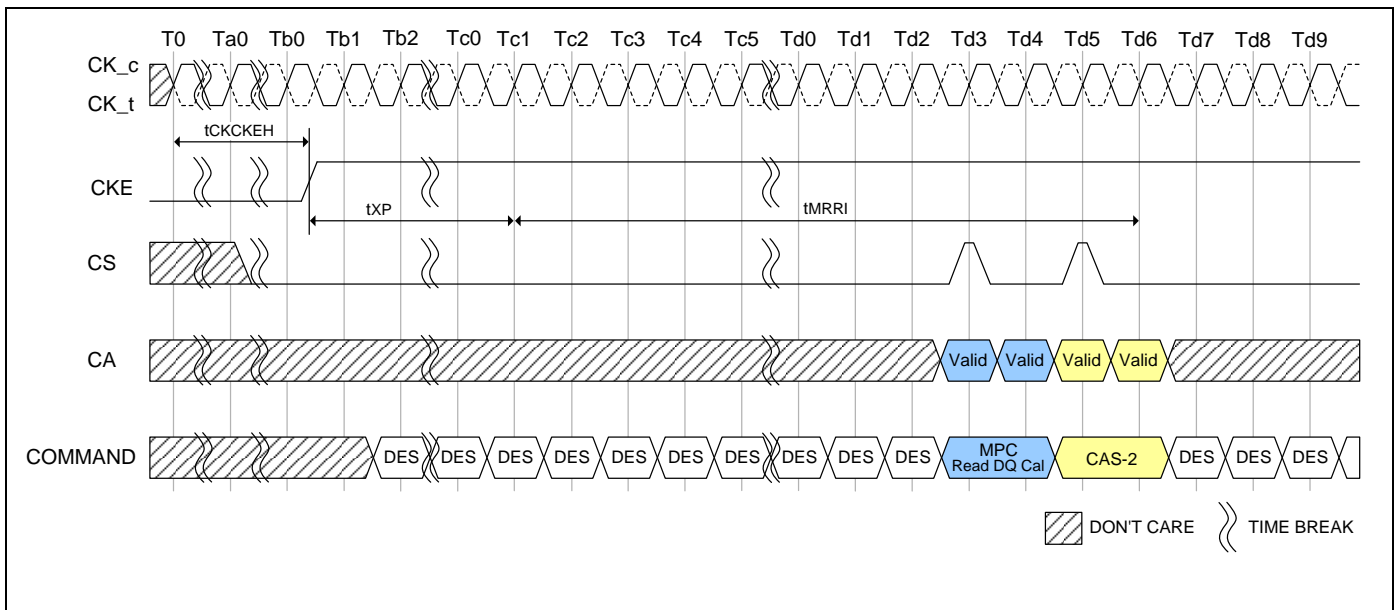 T0 Ta0 Tb0 Tb1 Tb2 Tc0 Tc1 Tc2 Tc3 Tc4 Tc5 Td0 Td1 Td2 Td3 Td4 Td5 Td6 Td7 Td8 Td9
CK_c
CK_t
tCKCKEH
CKE
tXP tMRRI
CS
CA Valid Valid Valid Valid
COMMAND DES DES DES DES DES DES DES DES DES DES MPC Read DQ Cal CAS-2 DES DES DES
DON'T CARE TIME BREAK